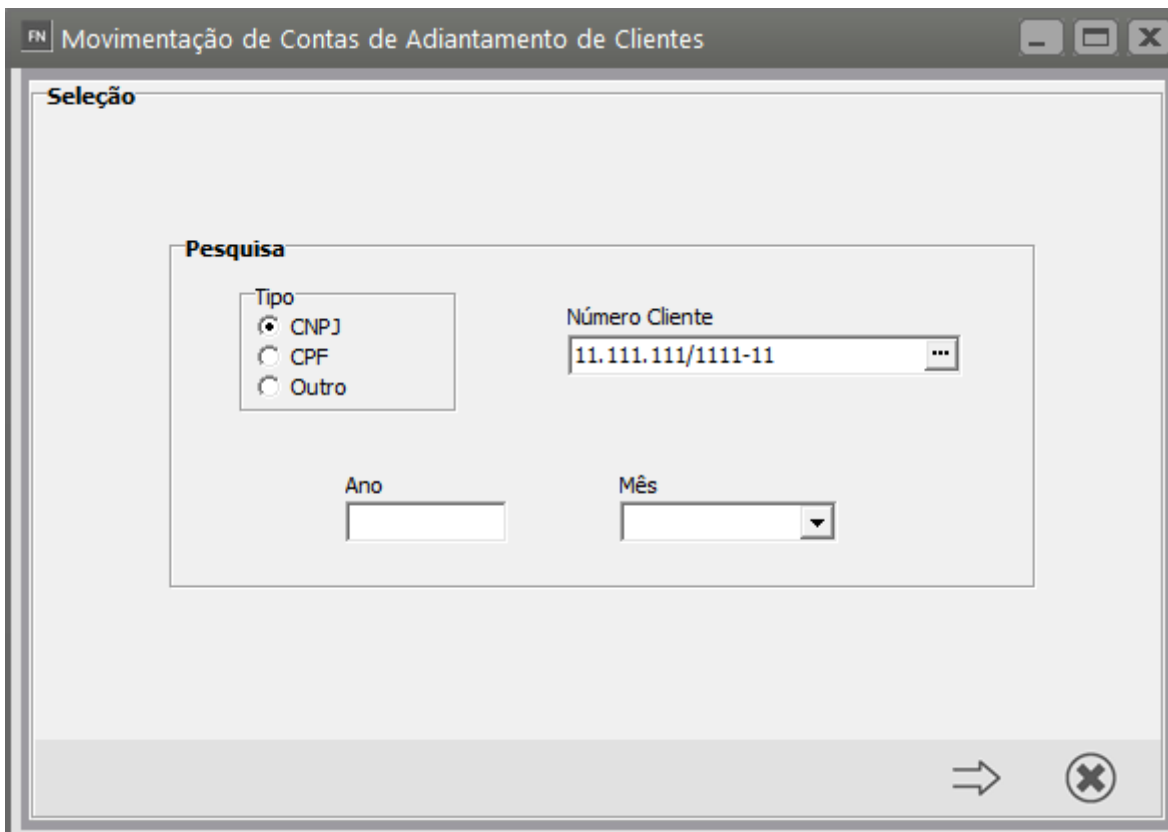 FN Movimentação de Contas de Adiantamento de Clientes
Seleção
Pesquisa
Tipo
CNPJ
CPF
Outro
Número Cliente
11.111.111/1111-11
Ano
Mês